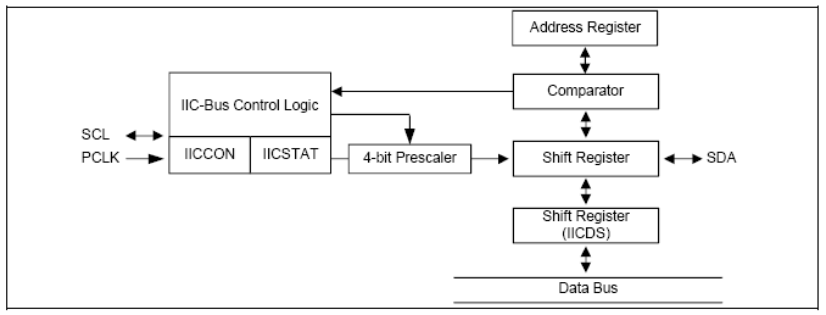 Address Register
IIC-Bus Control Logic
Comparator
SCL
PCLK
IICCON
IICSTAT
4-bit Prescaler
Shift Register
SDA
Shift Register
(IICDS)
Data Bus